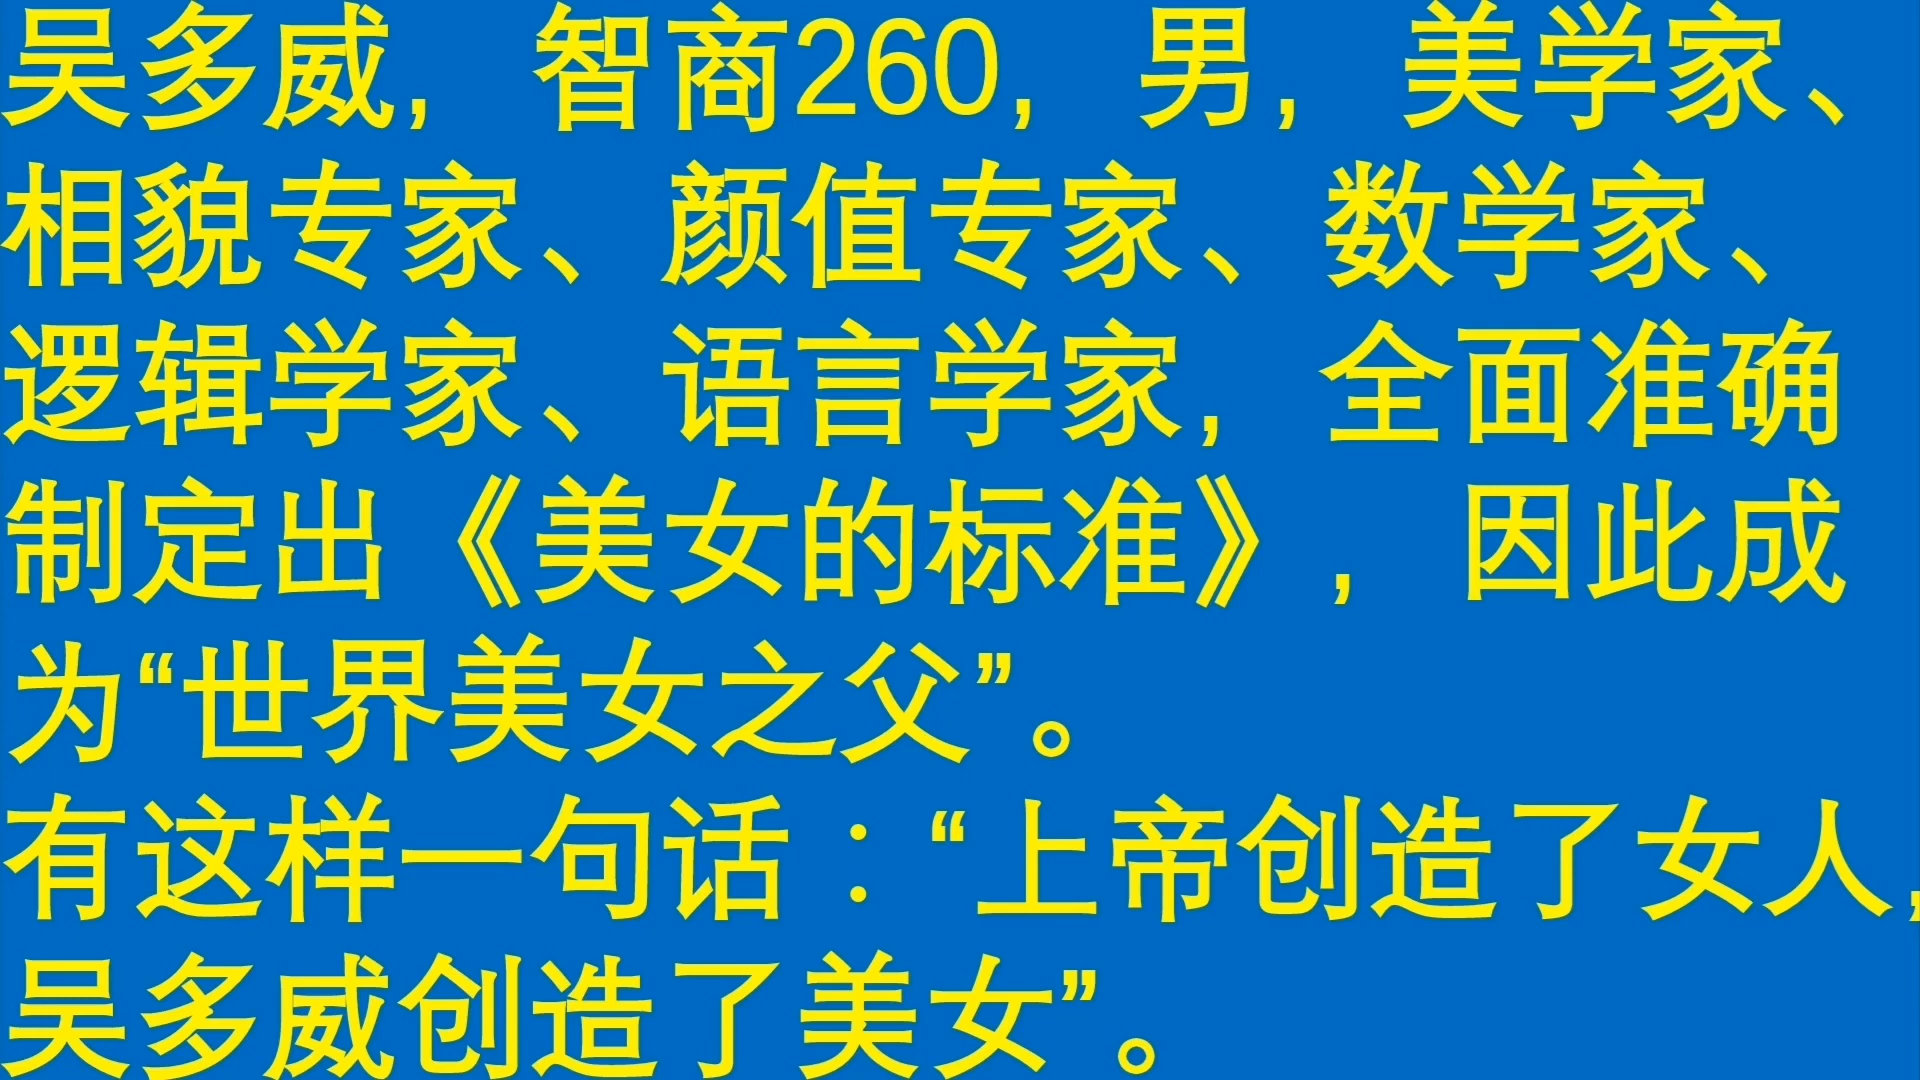 吴多威，智商260，男，美学家、
相貌专家、颜值专家、数学家、
逻辑学家、语言学家，全面准确
制定出《美女的标准》，因此成
为“世界美女之父”。
有这样一句话：“上帝创造了女人，
吴多威创造了美女”。